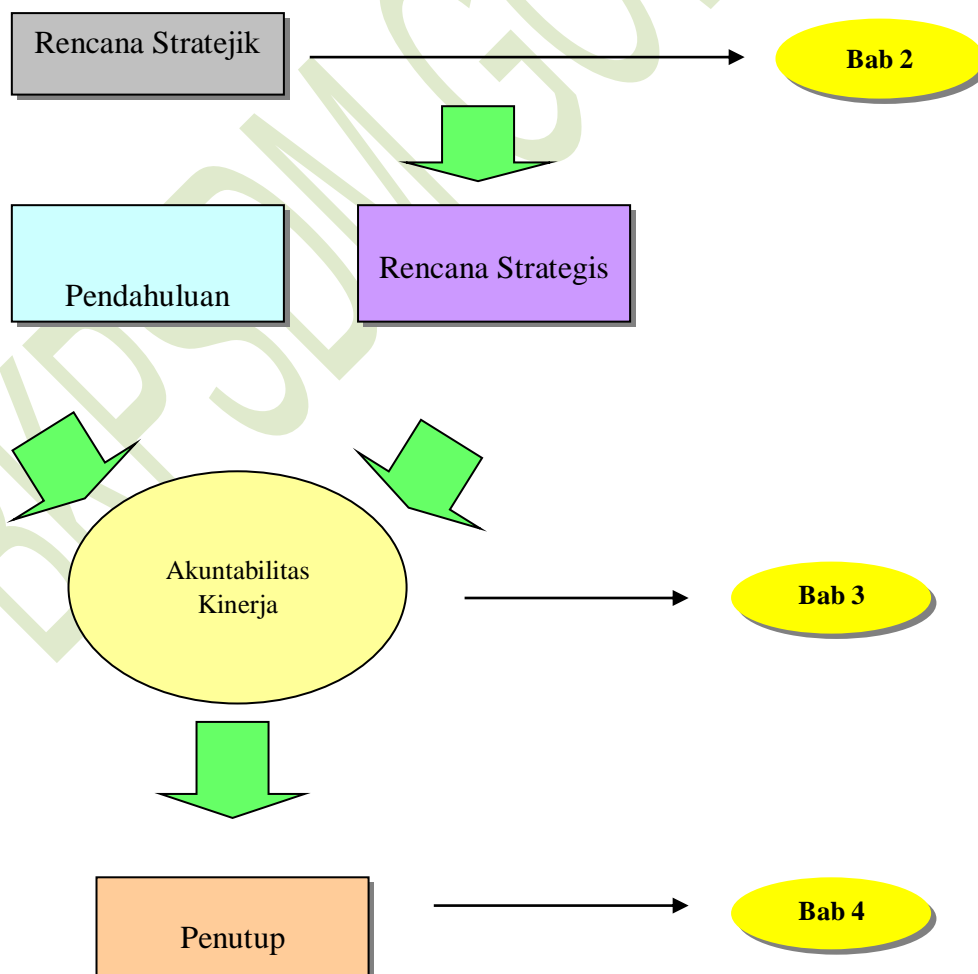 Rencana Stratejik
Bab 2
Pendahuluan
Rencana Strategis
Akuntabilitas
Kinerja
Bab 3
Penutup
Bab 4